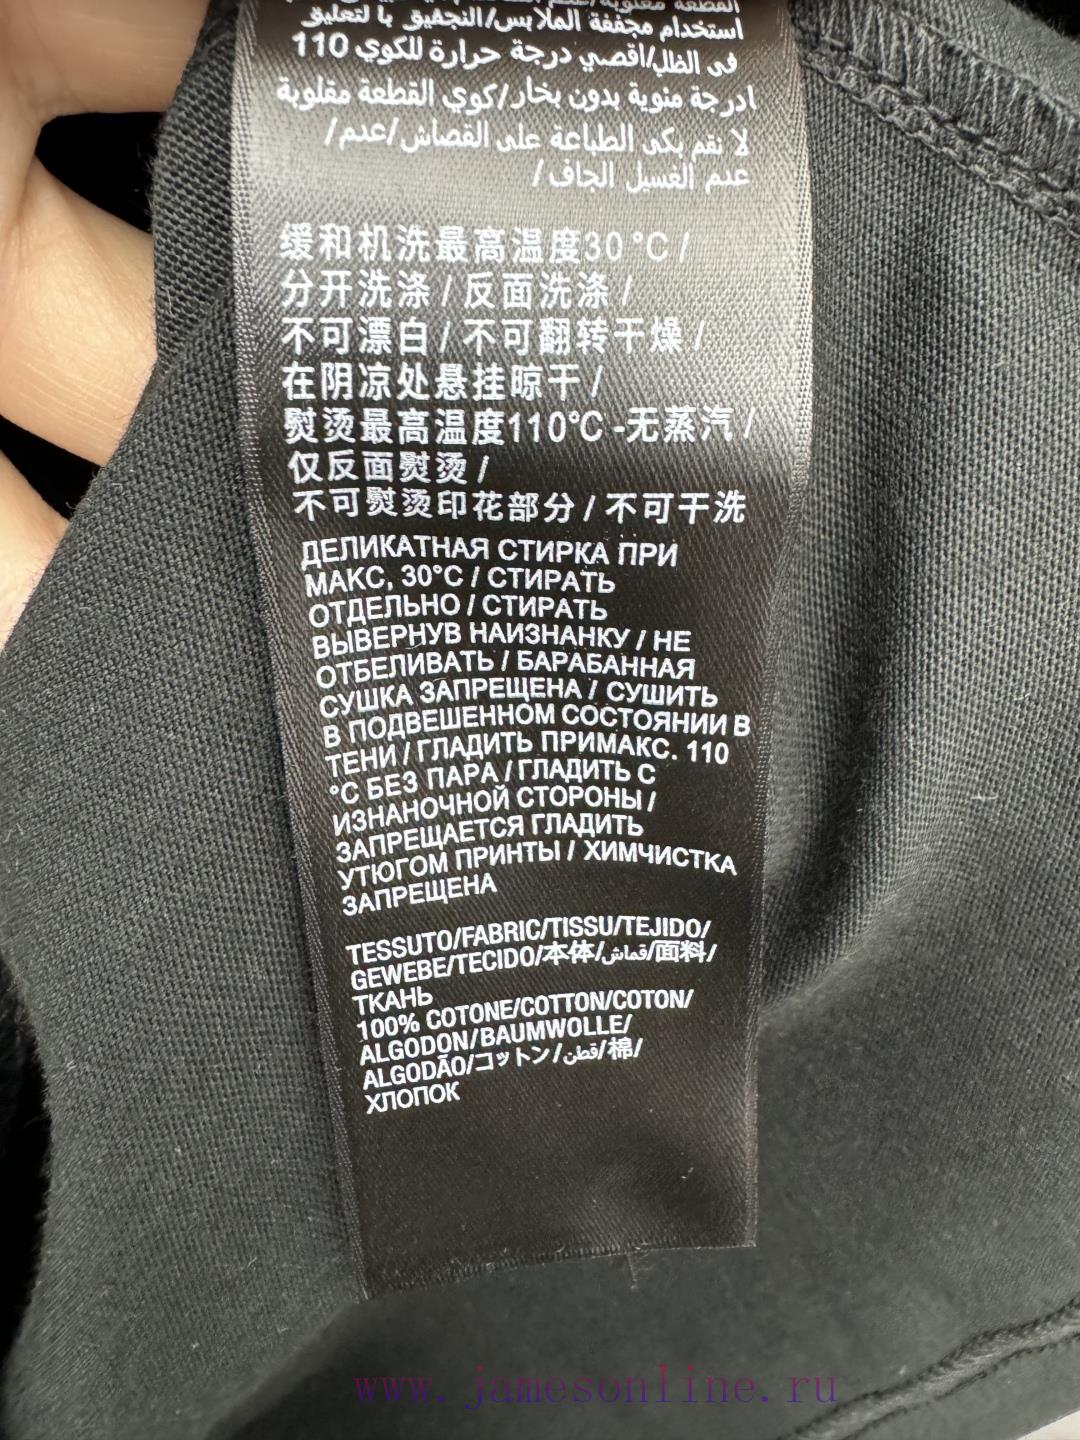 استخدام مجففة الملابس/التجفيق با لتعليق
في الظل/اقصي درجة حرارة للكوي 110
ادرجة منوية بدون بخار/كوي القطعة مقلوبة
لا نقم بكى الطباعة على القصاش/عدم/
عدم الغسيل الجاف/
缓和机洗最高温度30°C/
分开洗涤/反面洗涤/
不可漂白/不可翻转干燥/
在阴凉处悬挂晾干/
熨烫最高温度110°C-无蒸汽/
仅反面熨烫/
不可熨烫印花部分/不可干洗
ДЕЛИКАТНАЯ СТИРКА ПРИ
МАКС, 30°C / СТИРАТЬ
ОТДЕЛЬНО / СТИРАТЬ
ВЫВЕРНУВ НАИЗНАНКУ / НЕ
ОТБЕЛИВАТЬ / БАРАБАННАЯ
СУШКА ЗАПРЕЩЕНА / СУШИТЬ
В ПОДВЕШЕННОМ СОСТОЯНИИ В
ТЕНИ / ГЛАДИТЬ ПРИМАКС. 110
°C БЕЗ ПАРА / ГЛАДИТЬ С
ИЗНАНОЧНОЙ СТОРОНЫ /
ЗАПРЕЩАЕТСЯ ГЛАДИТЬ
УТЮГОМ ПРИНТЫ / ХИМЧИСТКА
ЗАПРЕЩЕНА
TESSUTO/FABRIC/TISSU/TEJIDO/
GEWEBE/TECIDO/本体/قماش/面料/
ТКАНЬ
100% COTONE/COTTON/COTON/
ALGODON/BAUMWOLLE/
ALGODÃO/コットン/قطن/棉/
ХЛОПОК
www.jamesonline.ru